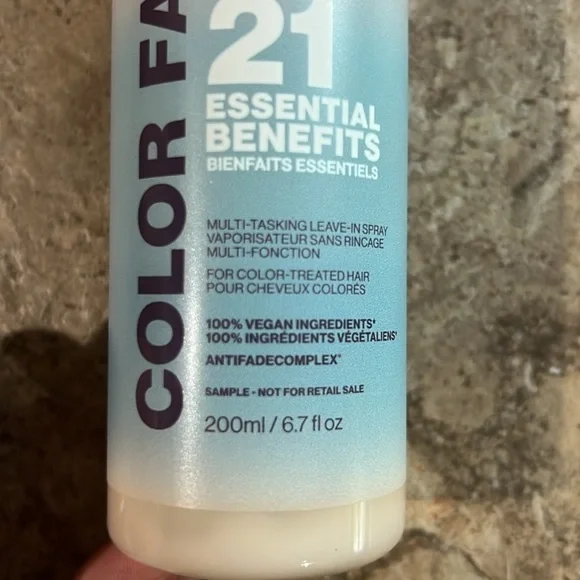 COLOR FA
21
ESSENTIAL
BENEFITS
BIENFAITS ESSENTIELS
MULTI-TASKING LEAVE-IN SPRAY
VAPORISATEUR SANS RINCAGE
MULTI-FONCTION
FOR COLOR-TREATED HAIR
POUR CHEVEUX COLORÉS
100% VEGAN INGREDIENTS*
100% INGRÉDIENTS VÉGÉTALIENS*
ANTIFADECOMPLEX*
SAMPLE - NOT FOR RETAIL SALE
200ml / 6.7 fl oz